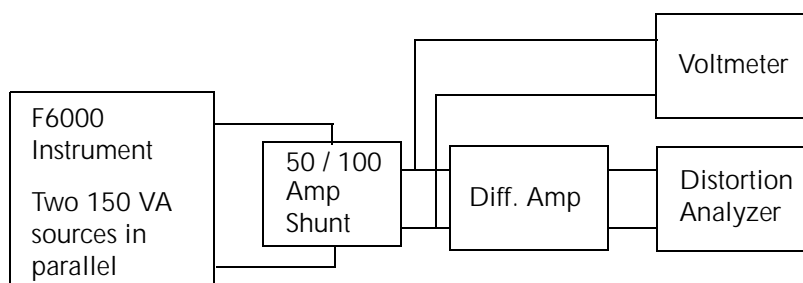 F6000
Instrument
Two 150 VA
sources in
parallel
50 / 100
Amp
Shunt
Diff. Amp
Voltmeter
Distortion
Analyzer